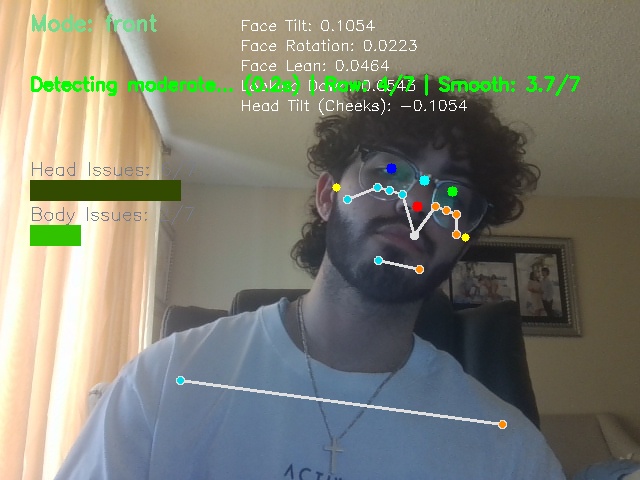 Mode: front
Face Tilt: 0.1054
Face Rotation: 0.0223
Face Lean: 0.0464
Detecting moderate... (0.2s) | Raw: 4/7 | Smooth: 3.7/7
Head Tilt (Cheeks): -0.1054
Head Issues:
Body Issues: